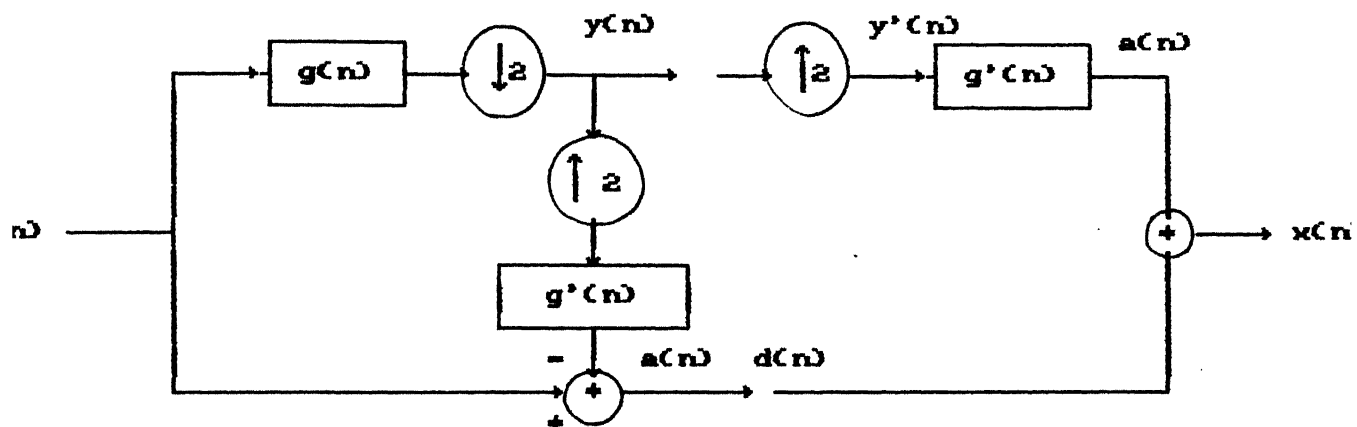 y(n)
y'(n)
a(n)
g(n)
↓2
↑2
g'(n)
↑ 2
n)
+
x(n
g'(n)
-
a(n)
d(n)
+
+